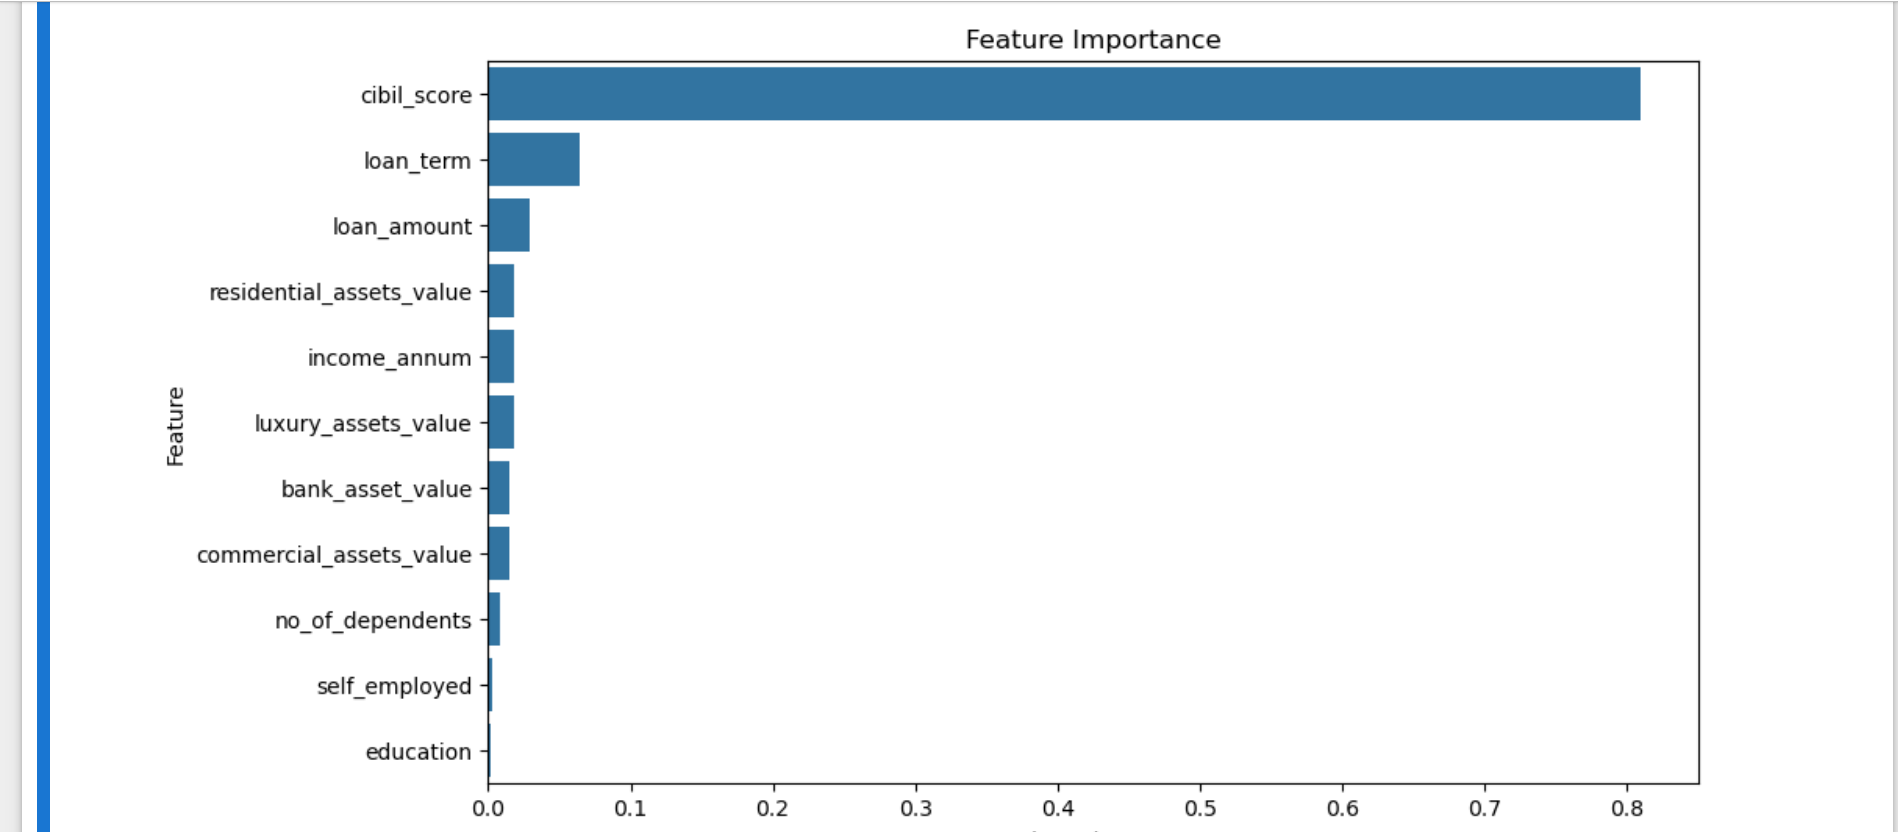 Feature Importance
cibil_score
loan_term
loan_amount
residential_assets_value
income_annum
luxury_assets_value
bank_asset_value
commercial_assets_value
no_of_dependents
self_employed
education
Feature
0.0 0.1 0.2 0.3 0.4 0.5 0.6 0.7 0.8